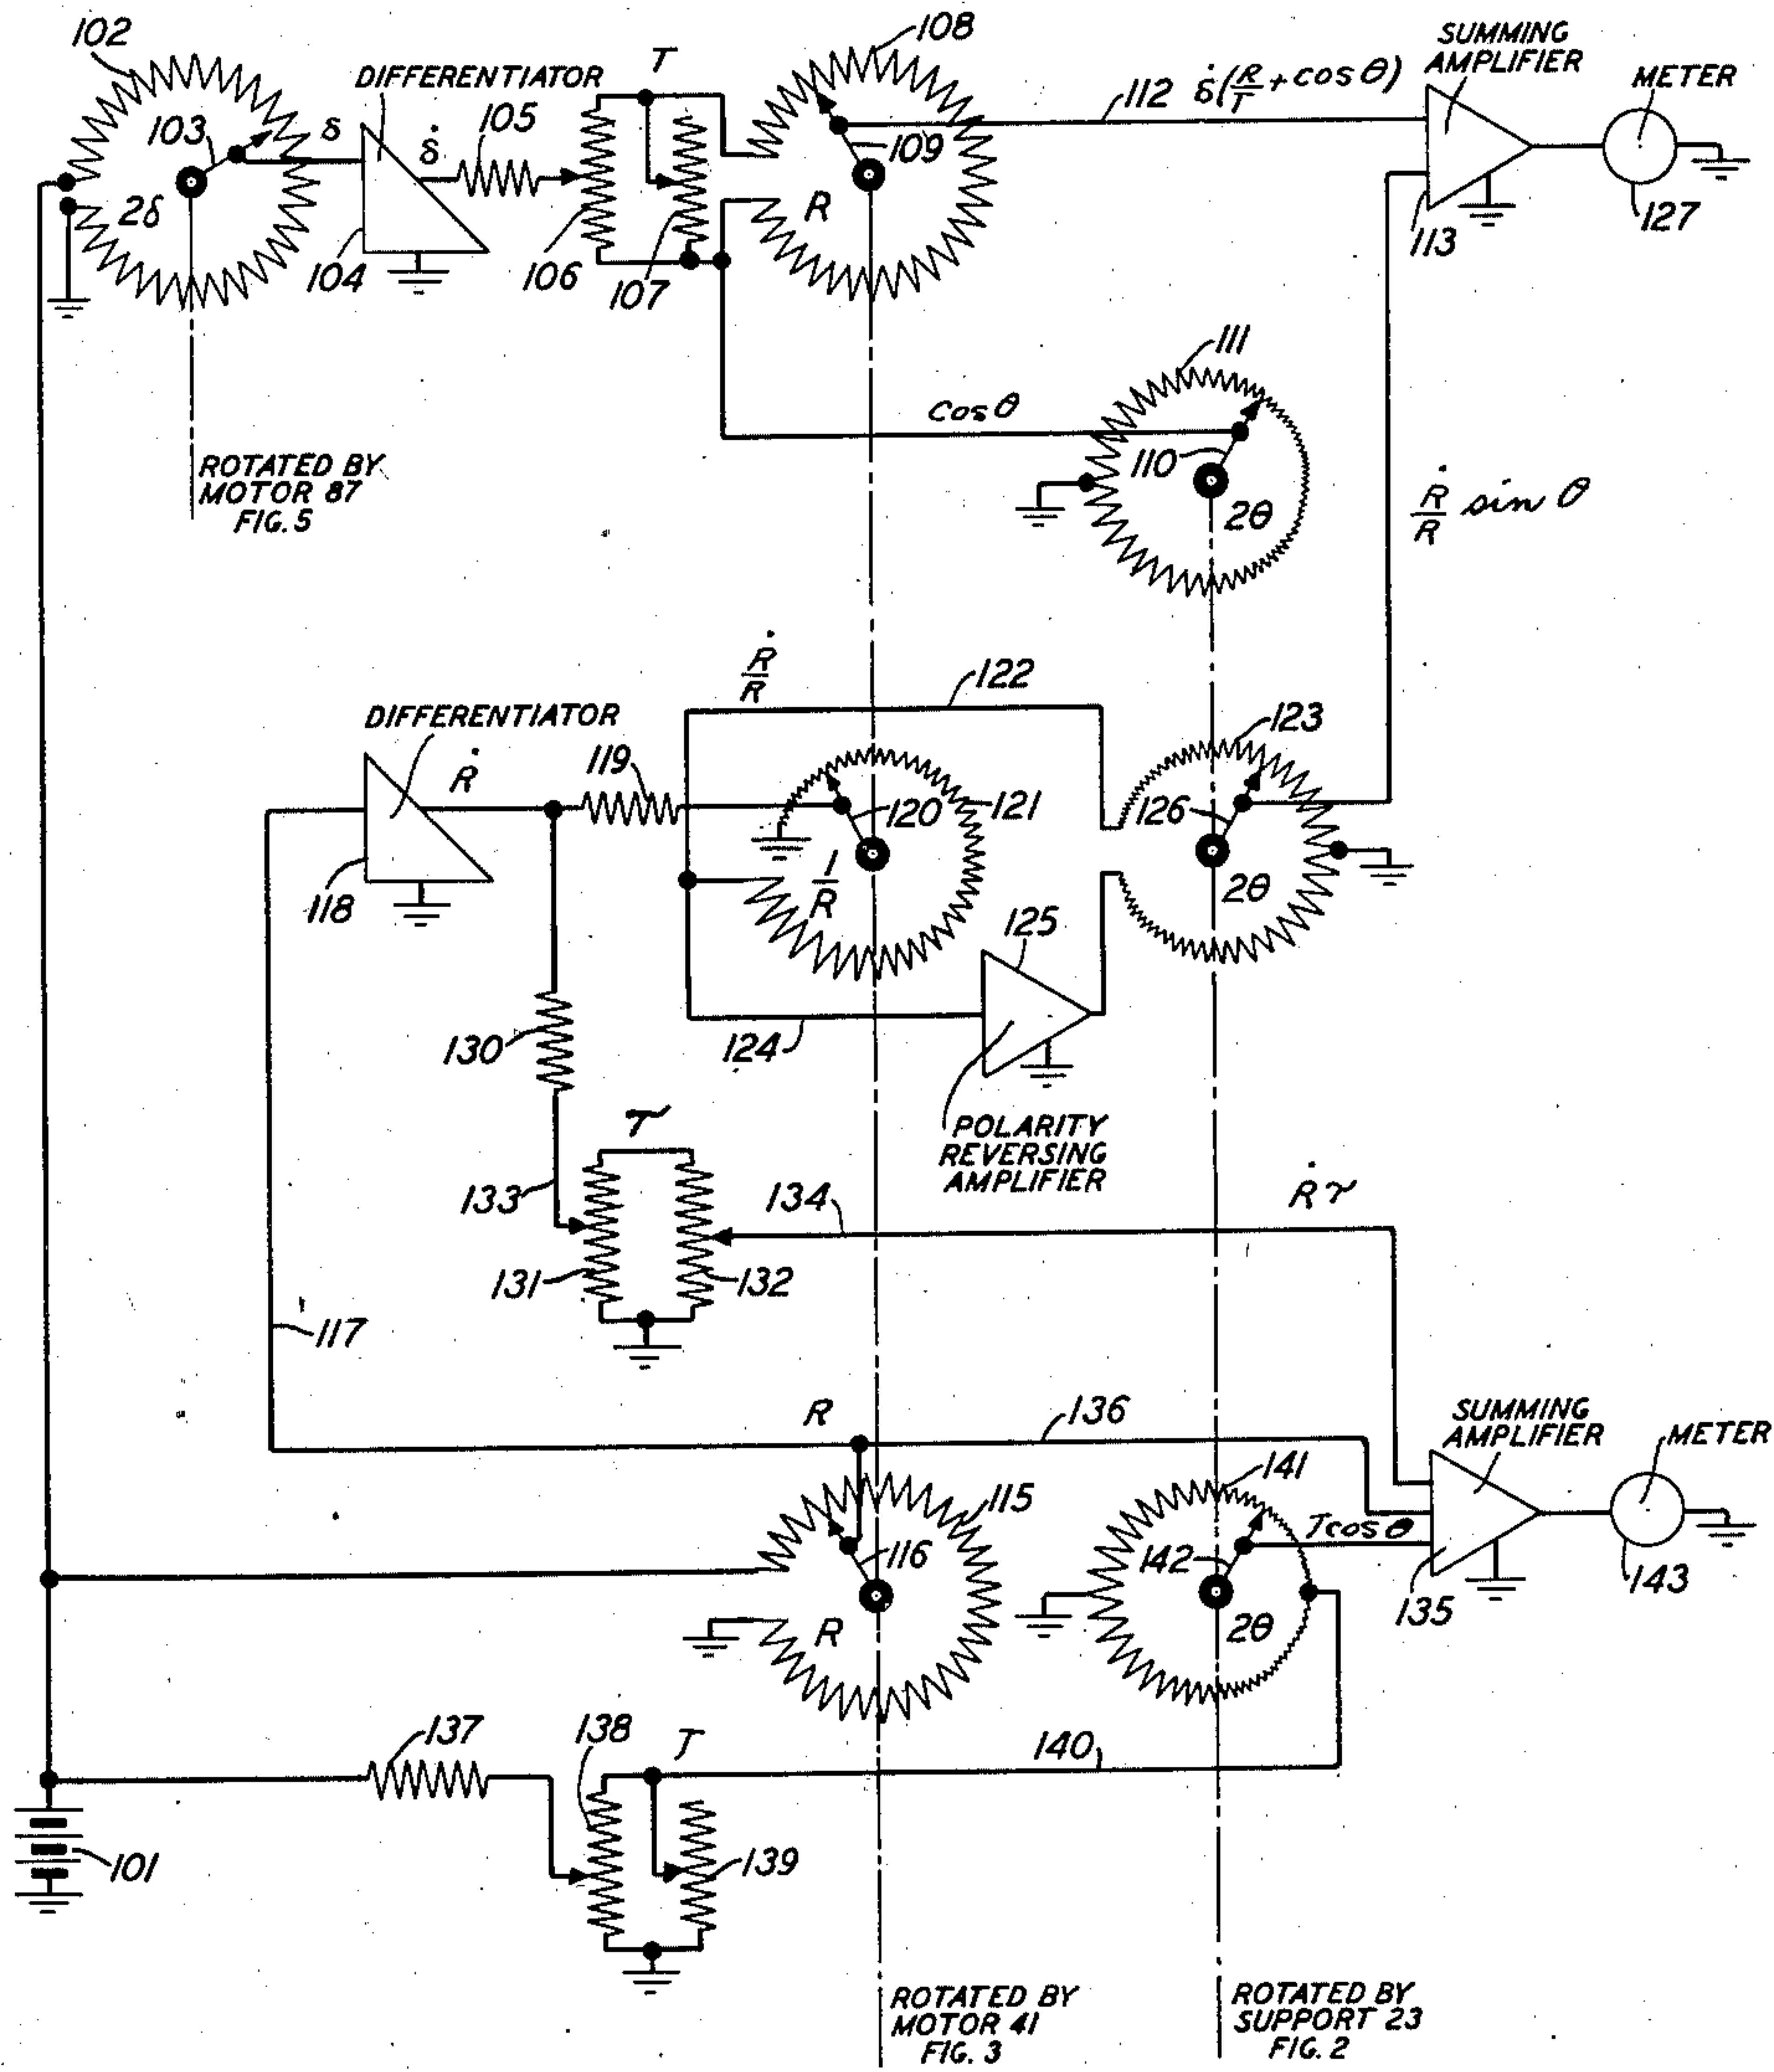 102
DIFFERENTIATOR
T
108
SUMMING
AMPLIFIER
METER
103
δ
δ̇
105
112
δ̇(R/T + cos θ)
109
2δ
R
104
106
107
113
127
111
cos θ
110
2θ
Ṙ/R sin θ
ROTATED BY
MOTOR 87
FIG. 5
Ṙ/R
122
DIFFERENTIATOR
Ṙ
119
123
120
121
126
1/R
2θ
118
125
130
124
POLARITY
REVERSING
AMPLIFIER
τ
133
134
Ṙτ
131
132
117
R
136
SUMMING
AMPLIFIER
METER
141
115
116
142
T cos θ
R
2θ
135
143
137
138
T
140
101
139
ROTATED BY
MOTOR 41
FIG. 3
ROTATED BY
SUPPORT 23
FIG. 2